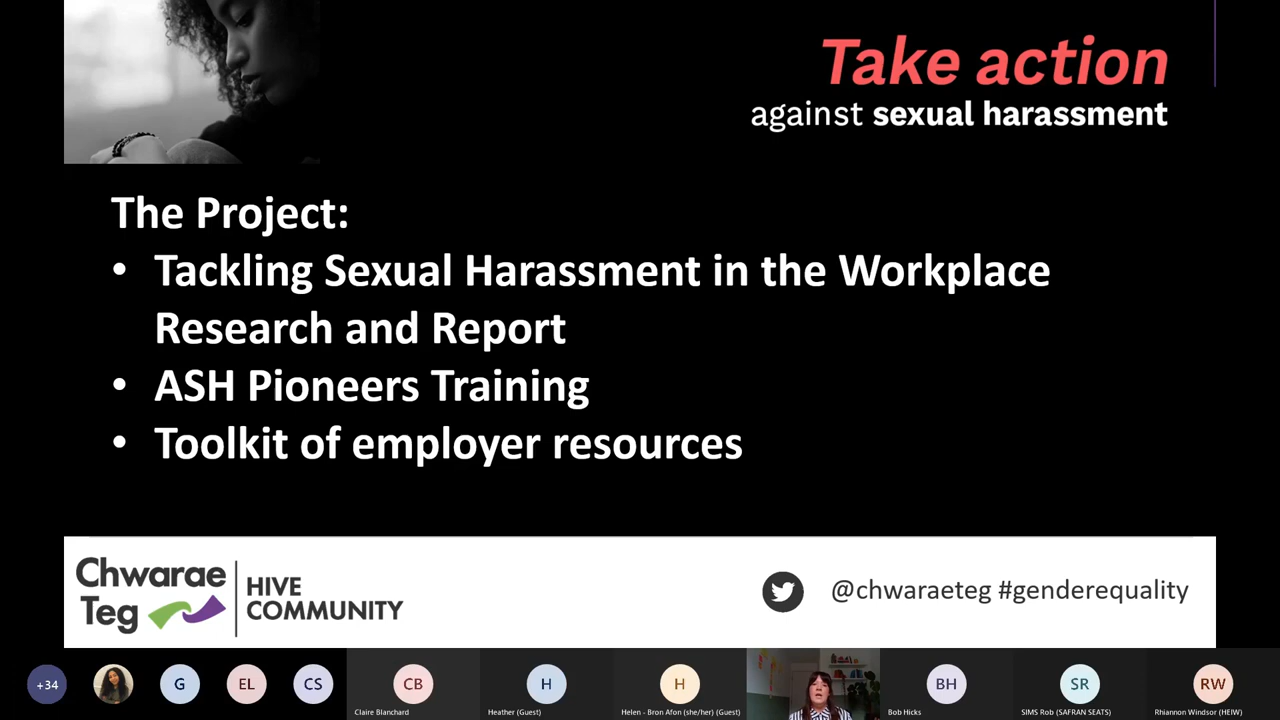 Take action
against sexual harassment
The Project:
• Tackling Sexual Harassment in the Workplace
Research and Report
• ASH Pioneers Training
• Toolkit of employer resources
Chwarae
Teg
HIVE
COMMUNITY
@chwaraeteg #genderequality
+34
G
EL
CS
CB
Claire Blanchard
H
Heather (Guest)
H
Helen - Bron Afon (she/her) (Guest)
BH
Bob Hicks
SR
SIMS Rob (SAFRAN SEATS)
RW
Rhiannon Windsor (HEIW)